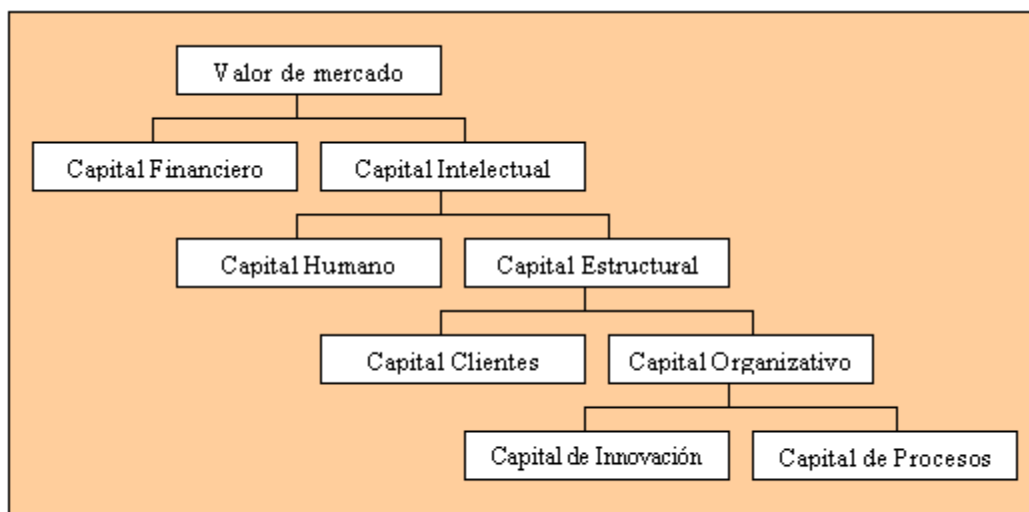 Valor de mercado
Capital Financiero
Capital Intelectual
Capital Humano
Capital Estructural
Capital Clientes
Capital Organizativo
Capital de Innovación
Capital de Procesos